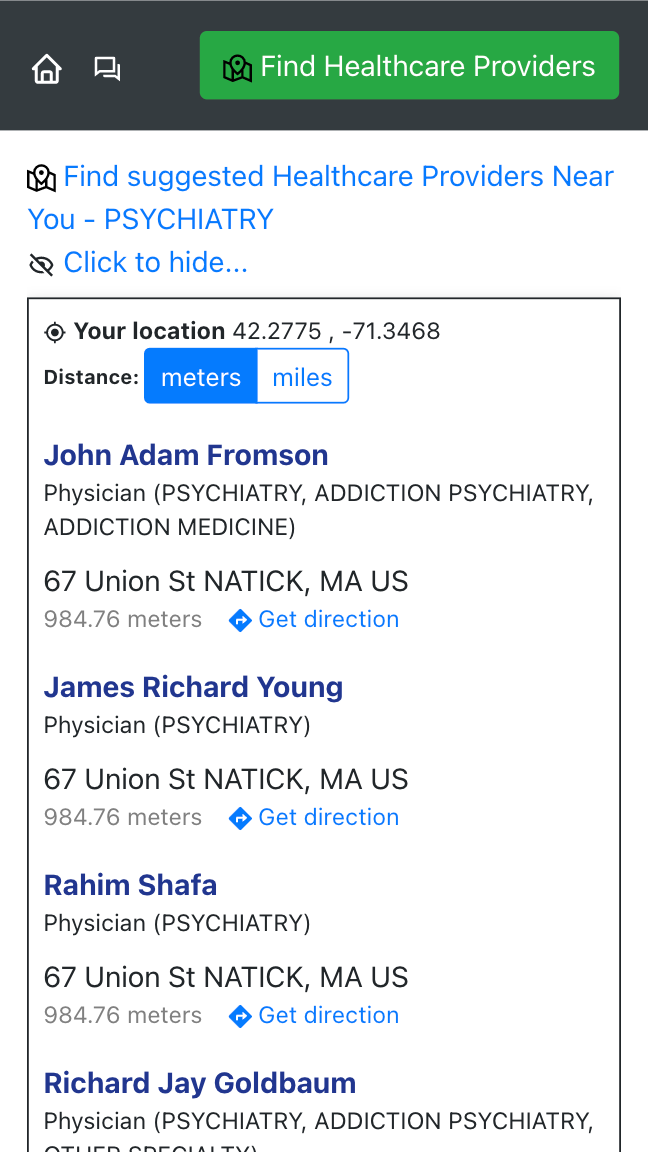 Find Healthcare Providers
Find suggested Healthcare Providers Near
You - PSYCHIATRY
Click to hide...
Your location 42.2775 , -71.3468
Distance: meters miles
John Adam Fromson
Physician (PSYCHIATRY, ADDICTION PSYCHIATRY,
ADDICTION MEDICINE)
67 Union St NATICK, MA US
984.76 meters Get direction
James Richard Young
Physician (PSYCHIATRY)
67 Union St NATICK, MA US
984.76 meters Get direction
Rahim Shafa
Physician (PSYCHIATRY)
67 Union St NATICK, MA US
984.76 meters Get direction
Richard Jay Goldbaum
Physician (PSYCHIATRY, ADDICTION PSYCHIATRY,
OTHER SPECIALTY)